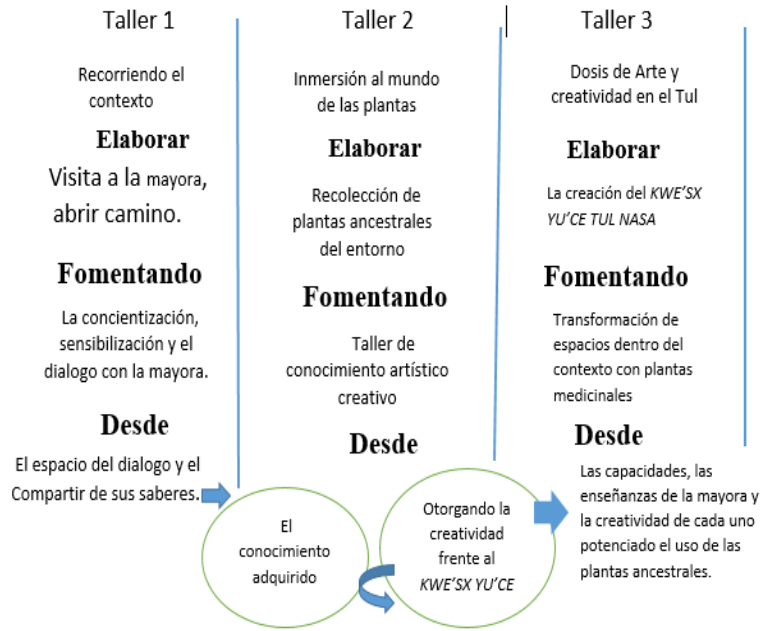 Taller 1
Recorriendo el
contexto
Elaborar
Visita a la mayora,
abrir camino.
Fomentando
La concientización,
sensibilización y el
dialogo con la mayora.
Desde
El espacio del dialogo y el
Compartir de sus saberes.
Taller 2
Inmersión al mundo
de las plantas
Elaborar
Recolección de
plantas ancestrales
del entorno
Fomentando
Taller de
conocimiento artístico
creativo
Desde
El
conocimiento
adquirido
Otorgando la
creatividad
frente al
KWE’SX YU’CE
Taller 3
Dosis de Arte y
creatividad en el Tul
Elaborar
La creación del KWE’SX
YU’CE TUL NASA
Fomentando
Transformación de
espacios dentro del
contexto con plantas
medicinales
Desde
Las capacidades, las
enseñanzas de la mayora y
la creatividad de cada uno
potenciado el uso de las
plantas ancestrales.